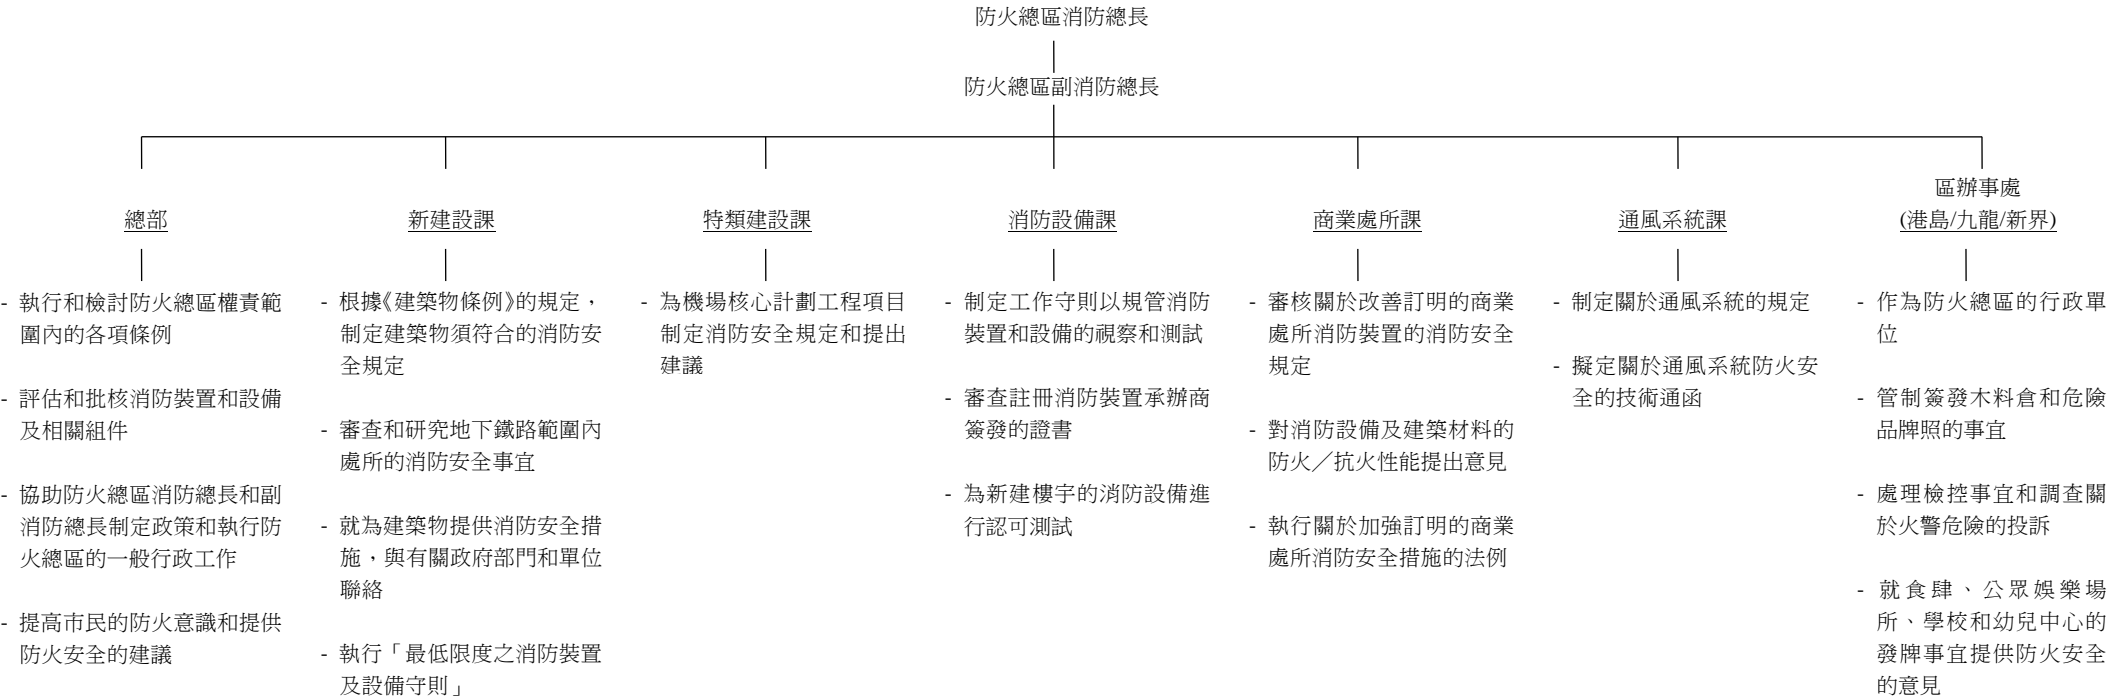 防火總區消防總長
防火總區副消防總長
總部
- 執行和檢討防火總區權責範
圍內的各項條例
- 評估和批核消防裝置和設備
及相關組件
- 協助防火總區消防總長和副
消防總長制定政策和執行防
火總區的一般行政工作
- 提高市民的防火意識和提供
防火安全的建議
新建設課
- 根據《建築物條例》的規定，
制定建築物須符合的消防安
全規定
- 審查和研究地下鐵路範圍內
處所的消防安全事宜
- 就為建築物提供消防安全措
施，與有關政府部門和單位
聯絡
- 執行「最低限度之消防裝置
及設備守則」
特類建設課
- 為機場核心計劃工程項目
制定消防安全規定和提出
建議
消防設備課
- 制定工作守則以規管消防
裝置和設備的視察和測試
- 審查註冊消防裝置承辦商
簽發的證書
- 為新建樓宇的消防設備進
行認可測試
商業處所課
- 審核關於改善訂明的商業
處所消防裝置的消防安全
規定
- 對消防設備及建築材料的
防火／抗火性能提出意見
- 執行關於加強訂明的商業
處所消防安全措施的法例
通風系統課
- 制定關於通風系統的規定
- 擬定關於通風系統防火安
全的技術通函
區辦事處
(港島/九龍/新界)
- 作為防火總區的行政單
位
- 管制簽發木料倉和危險
品牌照的事宜
- 處理檢控事宜和調查關
於火警危險的投訴
- 就食肆、公眾娛樂場
所、學校和幼兒中心的
發牌事宜提供防火安全
的意見